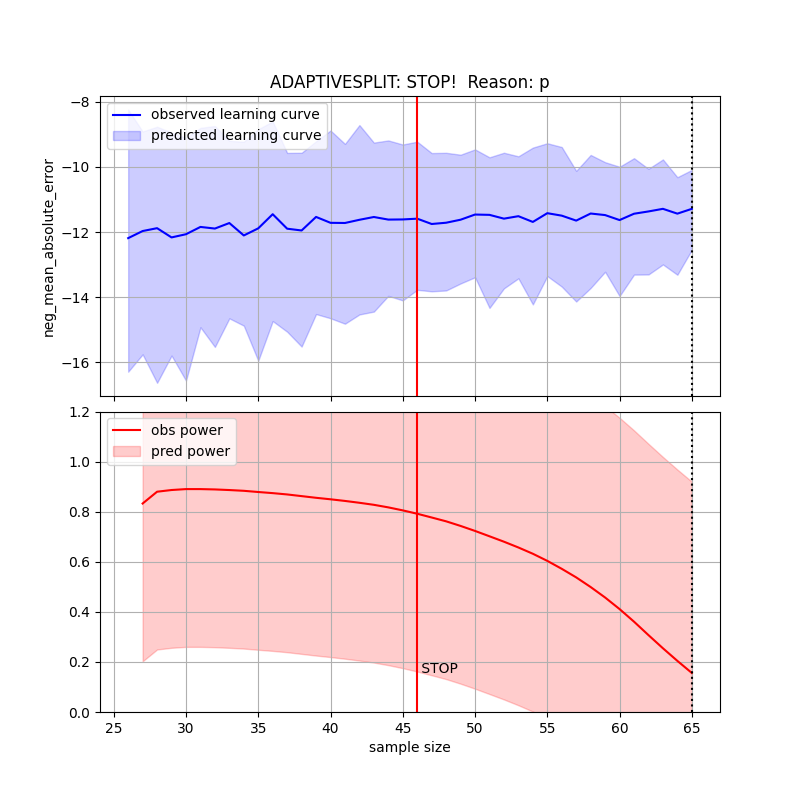 ADAPTIVESPLIT: STOP!  Reason: p
observed learning curve
predicted learning curve
neg_mean_absolute_error
−8
−10
−12
−14
−16
obs power
pred power
1.2
1.0
0.8
0.6
0.4
0.2
0.0
STOP
25 30 35 40 45 50 55 60 65
sample size